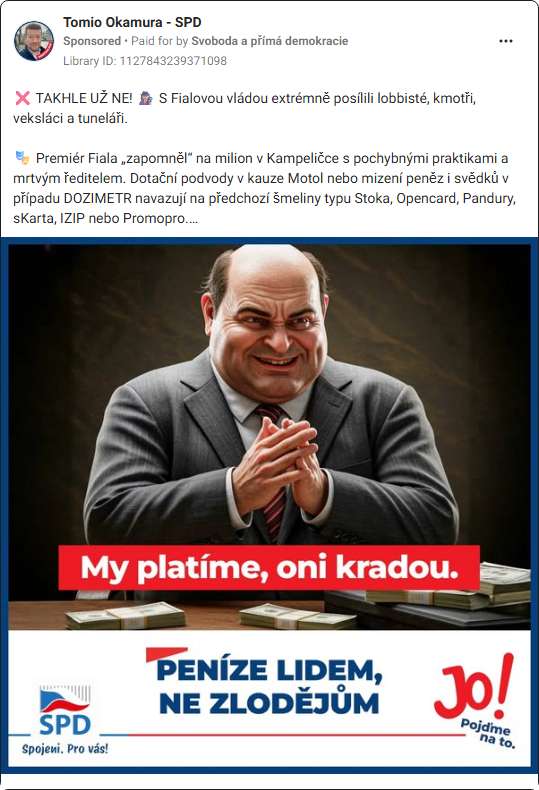 Tomio Okamura - SPD
Sponsored • Paid for by Svoboda a přímá demokracie
Library ID: 1127843239371098
❌ TAKHLE UŽ NE! 🕵️ S Fialovou vládou extrémně posílili lobbisté, kmotři,
veksláci a tuneláři.
🎭 Premiér Fiala „zapomněl“ na milion v Kampeličce s pochybnými praktikami a
mrtvým ředitelem. Dotační podvody v kauze Motol nebo mizení peněz i svědků v
případu DOZIMETR navazují na předchozí šmeliny typu Stoka, Opencard, Pandury,
sKarta, IZIP nebo Promopro....
My platíme, oni kradou.
PENÍZE LIDEM,
NE ZLODĚJŮM
SPD
Spojeni. Pro vás!
Jo!
Pojďme
na to.